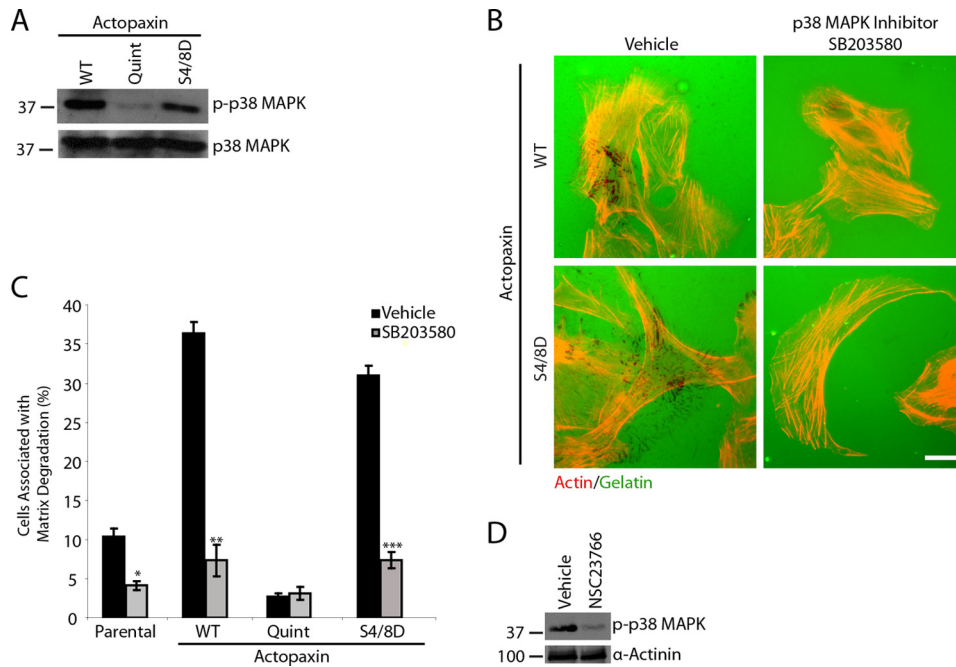 A
Actopaxin
WT
Quint
S4/8D
37
p-p38 MAPK
37
p38 MAPK
B
Vehicle
p38 MAPK Inhibitor
SB203580
Actopaxin
WT
S4/8D
Actin/Gelatin
C
Cells Associated with
Matrix Degradation (%)
40
35
30
25
20
15
10
5
0
Vehicle
SB203580
*
**
***
Parental
WT
Quint
S4/8D
Actopaxin
D
Vehicle
NSC23766
37
p-p38 MAPK
100
α-Actinin